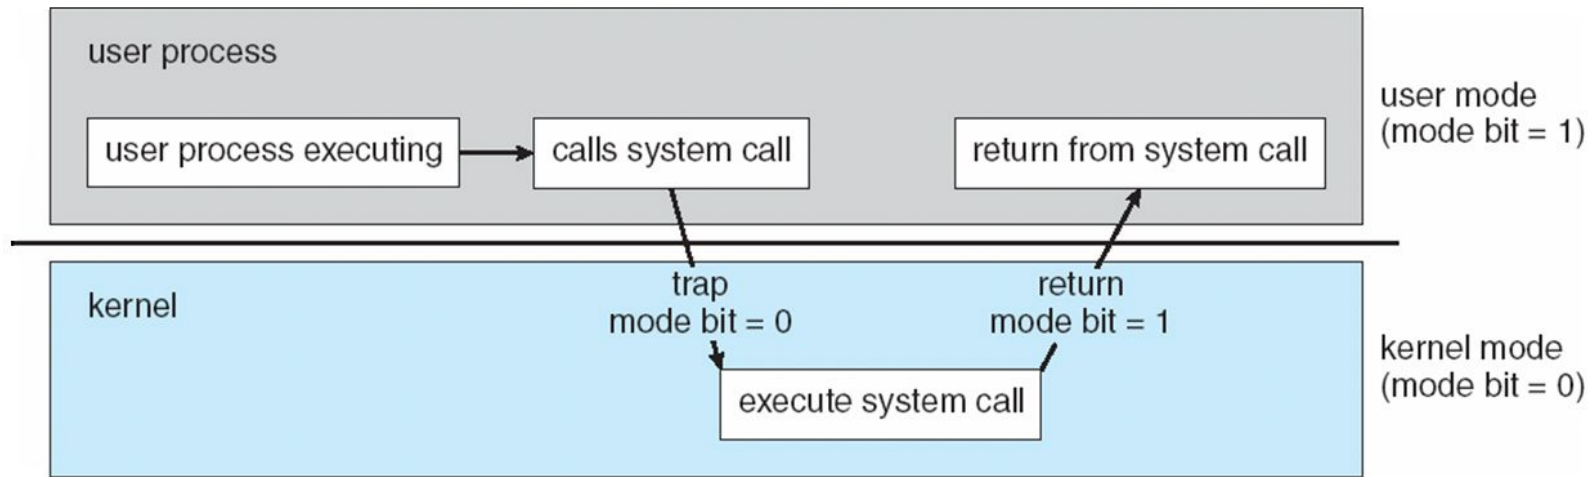 user process
user process executing
calls system call
return from system call
user mode
(mode bit = 1)
kernel
trap
mode bit = 0
return
mode bit = 1
execute system call
kernel mode
(mode bit = 0)